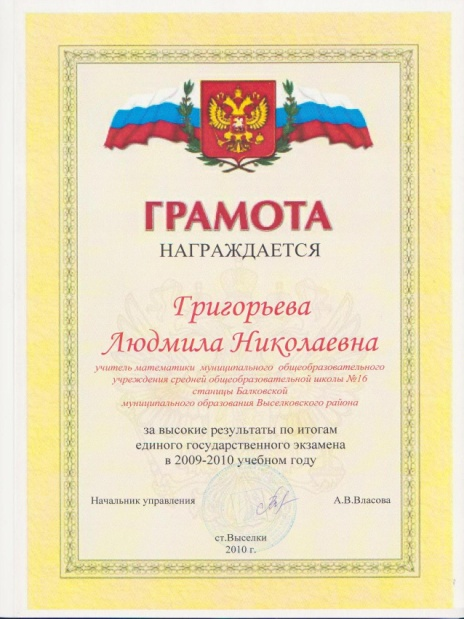 ГРАМОТА
НАГРАЖДАЕТСЯ
Григорьева
Людмила Николаевна
учитель математики муниципального общеобразовательного
учреждения средней общеобразовательной школы №16
станицы Балковской
муниципального образования Выселковского района
за высокие результаты по итогам
единого государственного экзамена
в 2009-2010 учебном году
Начальник управления А.В.Власова
ст.Выселки
2010 г.